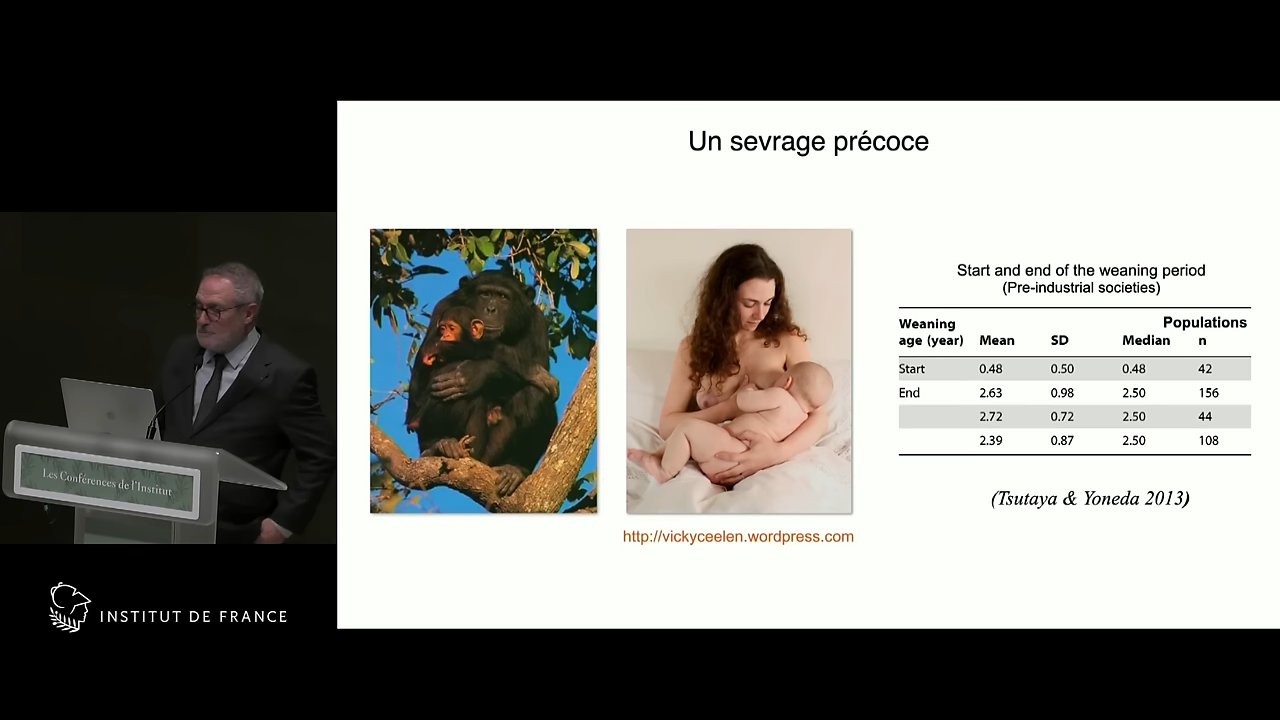 Un sevrage précoce
Start and end of the weaning period
(Pre-industrial societies)
Weaning age (year) Mean SD Median Populations n
Start 0.48 0.50 0.48 42
End 2.63 0.98 2.50 156
2.72 0.72 2.50 44
2.39 0.87 2.50 108
(Tsutaya & Yoneda 2013)
http://vickyceelen.wordpress.com
Les Conférences de l'Institut
INSTITUT DE FRANCE